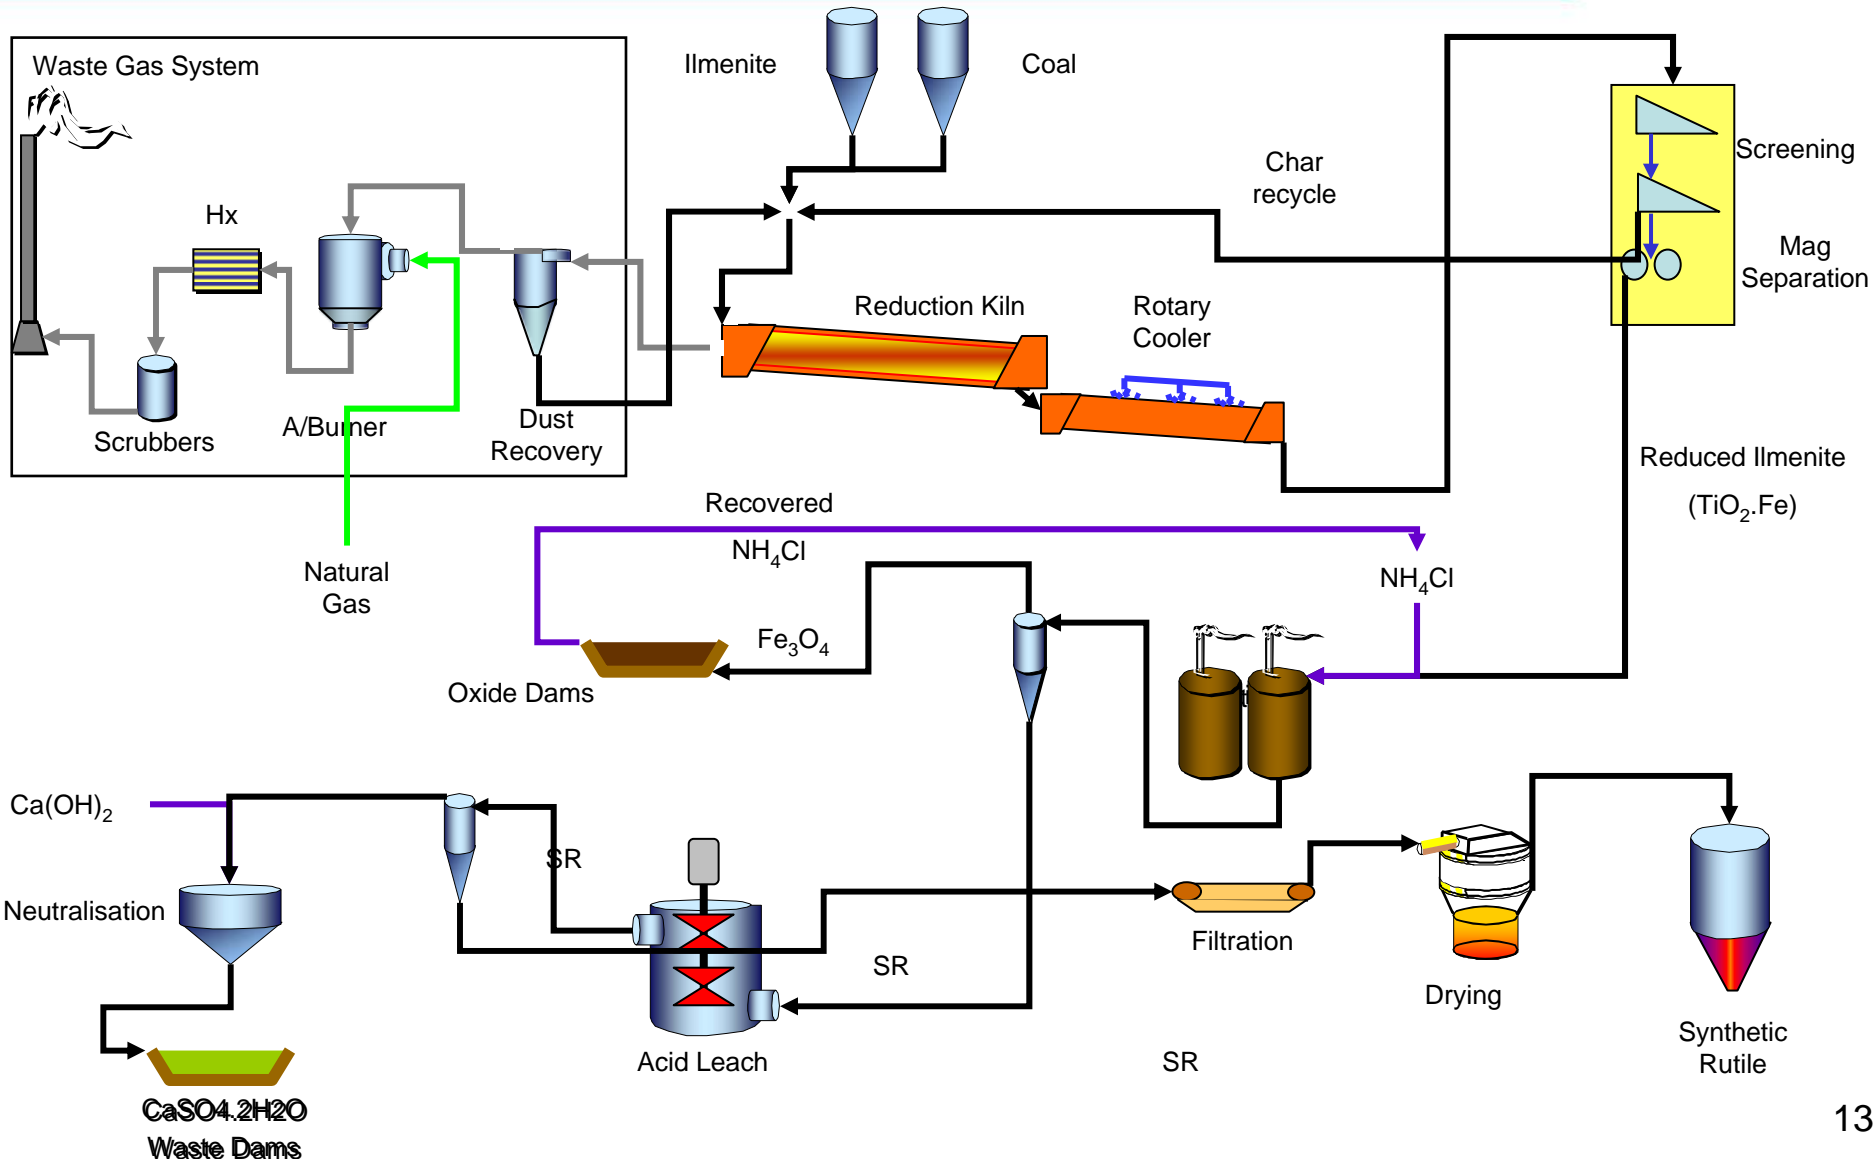 Waste Gas System
Ilmenite
Coal
Screening
Char
recycle
Hx
Mag
Separation
Reduction Kiln
Rotary
Cooler
Scrubbers
A/Burner
Dust
Recovery
Reduced Ilmenite
(TiO₂.Fe)
Recovered
NH₄Cl
Natural
Gas
NH₄Cl
Fe₃O₄
Oxide Dams
Ca(OH)₂
SR
Neutralisation
Filtration
SR
Drying
Acid Leach
SR
Synthetic
Rutile
CaSO4.2H2O
Waste Dams
13